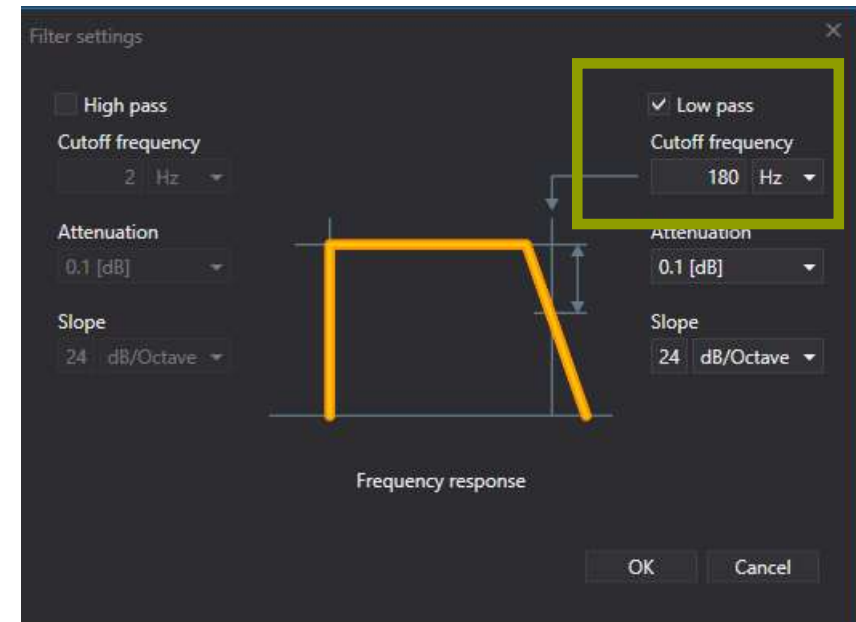 Filter settings
High pass
Cutoff frequency
2 Hz
Attenuation
0.1 [dB]
Slope
24 dB/Octave
Low pass
Cutoff frequency
180 Hz
Attenuation
0.1 [dB]
Slope
24 dB/Octave
Frequency response
OK Cancel